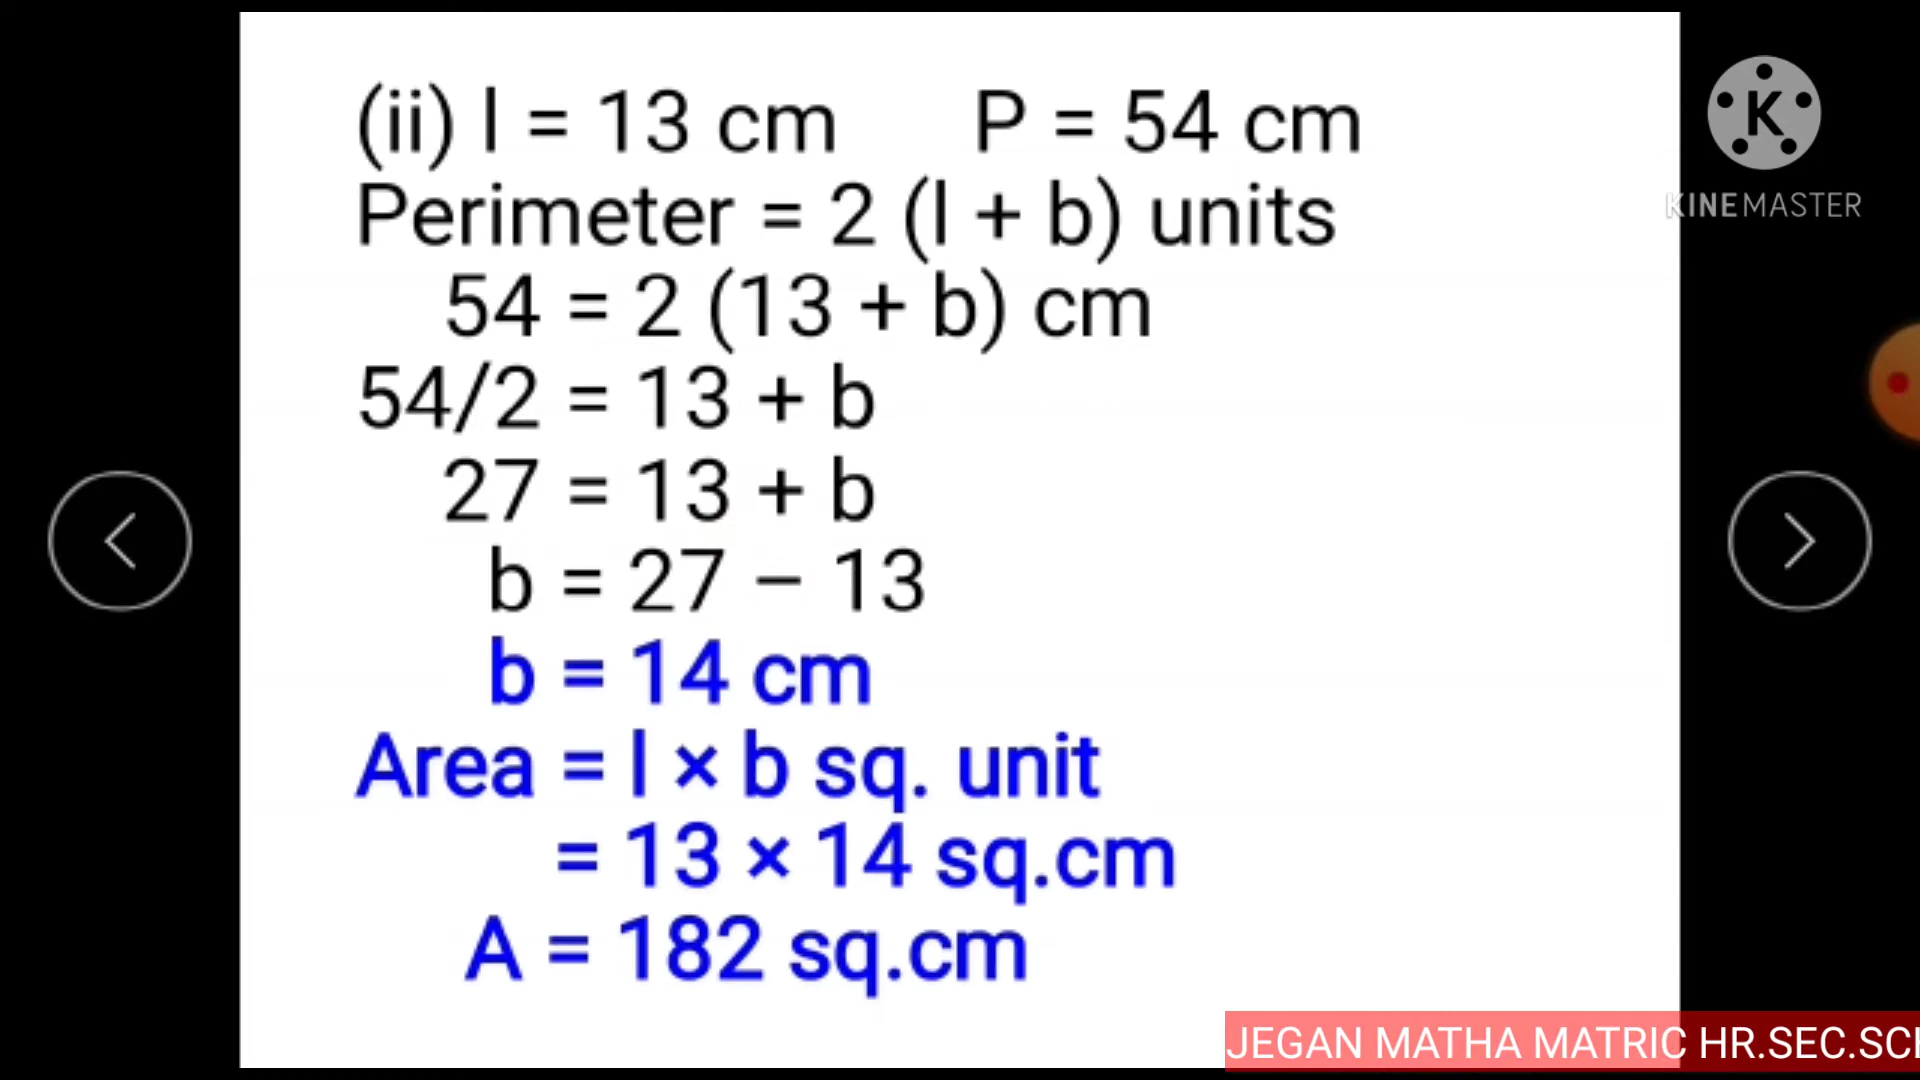 (ii) l = 13 cm P = 54 cm
Perimeter = 2 (l + b) units
54 = 2 (13 + b) cm
54/2 = 13 + b
27 = 13 + b
b = 27 – 13
b = 14 cm
Area = l × b sq. unit
= 13 × 14 sq.cm
A = 182 sq.cm
K
KINEMASTER
JEGAN MATHA MATRIC HR.SEC.